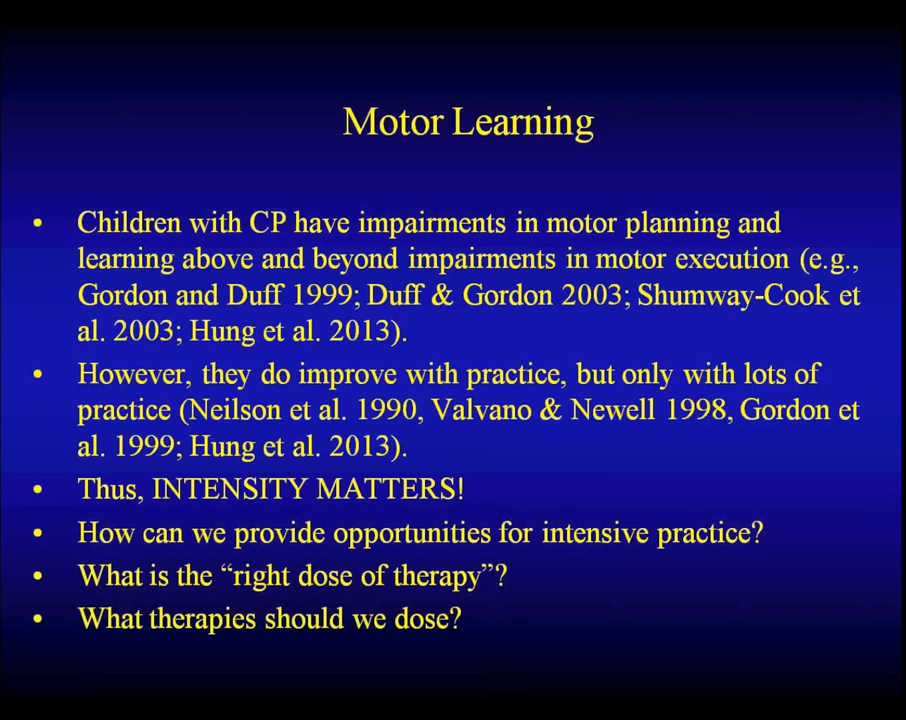 Motor Learning
• Children with CP have impairments in motor planning and
learning above and beyond impairments in motor execution (e.g.,
Gordon and Duff 1999; Duff & Gordon 2003; Shumway-Cook et
al. 2003; Hung et al. 2013).
• However, they do improve with practice, but only with lots of
practice (Neilson et al. 1990, Valvano & Newell 1998, Gordon et
al. 1999; Hung et al. 2013).
• Thus, INTENSITY MATTERS!
• How can we provide opportunities for intensive practice?
• What is the “right dose of therapy”?
• What therapies should we dose?